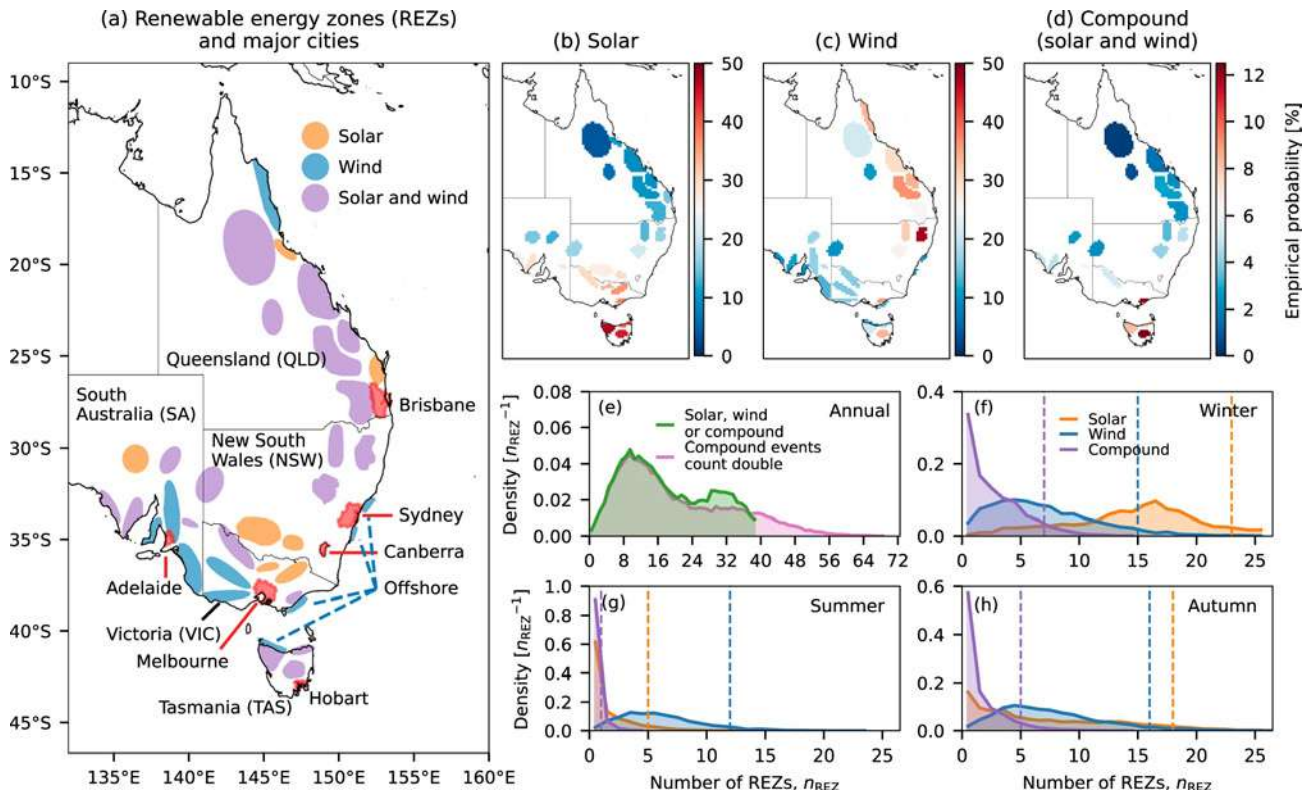 (a) Renewable energy zones (REZs)
and major cities
10°S
15°S
20°S
25°S
30°S
35°S
40°S
45°S
135°E 140°E 145°E 150°E 155°E 160°E
Solar
Wind
Solar and wind
Queensland (QLD)
South
Australia (SA)
New South
Wales (NSW)
Brisbane
Sydney
Canberra
Offshore
Adelaide
Victoria (VIC)
Melbourne
Tasmania (TAS)
Hobart
(b) Solar
50
40
30
20
10
0
(c) Wind
50
40
30
20
10
0
(d) Compound
(solar and wind)
12
10
8
6
4
2
0
Empirical probability [%]
(e)
Annual
Solar, wind
or compound
Compound events
count double
Density [n_REZ⁻¹]
0.08
0.06
0.04
0.02
0.00
0 8 16 24 32 40 48 56 64 72
(f)
Winter
Solar
Wind
Compound
0.4
0.2
0.0
0 5 10 15 20 25
(g)
Summer
Density [n_REZ⁻¹]
1.0
0.8
0.6
0.4
0.2
0.0
0 5 10 15 20 25
Number of REZs, n_REZ
(h)
Autumn
0.6
0.4
0.2
0.0
0 5 10 15 20 25
Number of REZs, n_REZ